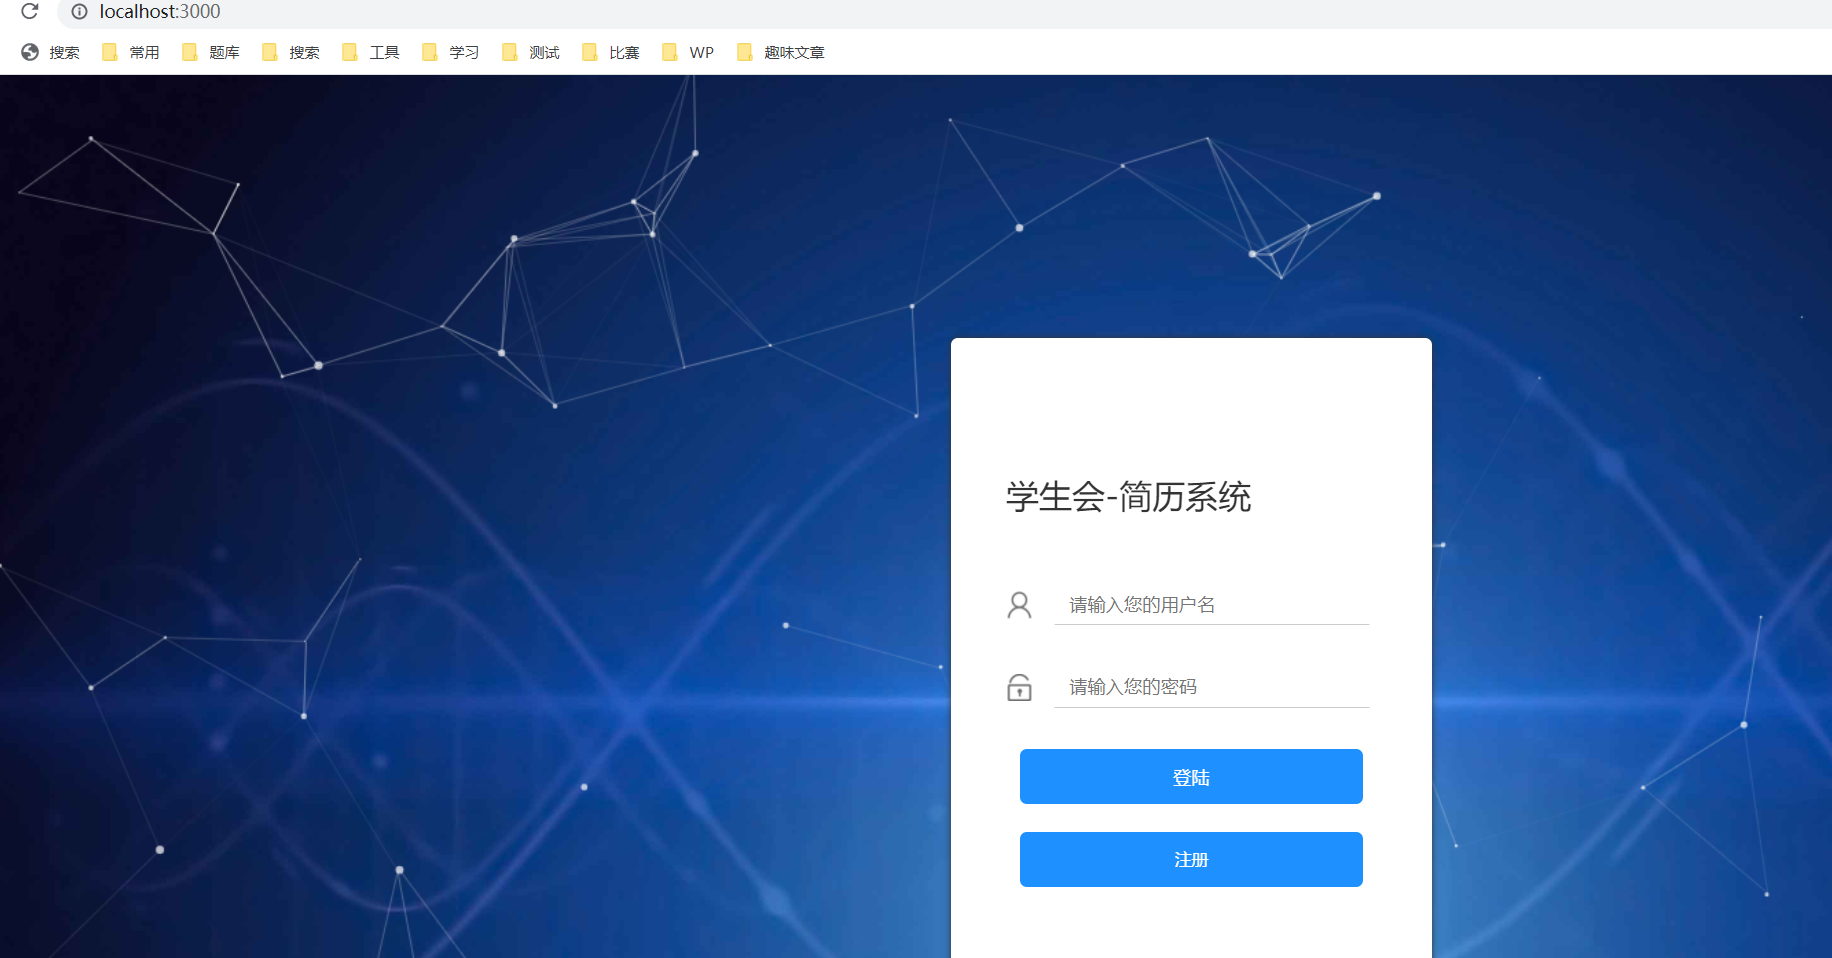 localhost:3000
搜索 常用 题库 搜索 工具 学习 测试 比赛 WP 趣味文章
学生会-简历系统
请输入您的用户名
请输入您的密码
登陆
注册